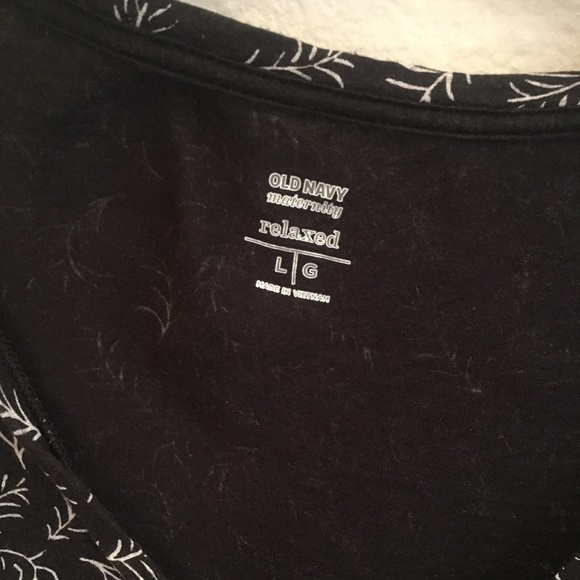 OLD NAVY
maternity
relaxed
L G
MADE IN VIETNAM